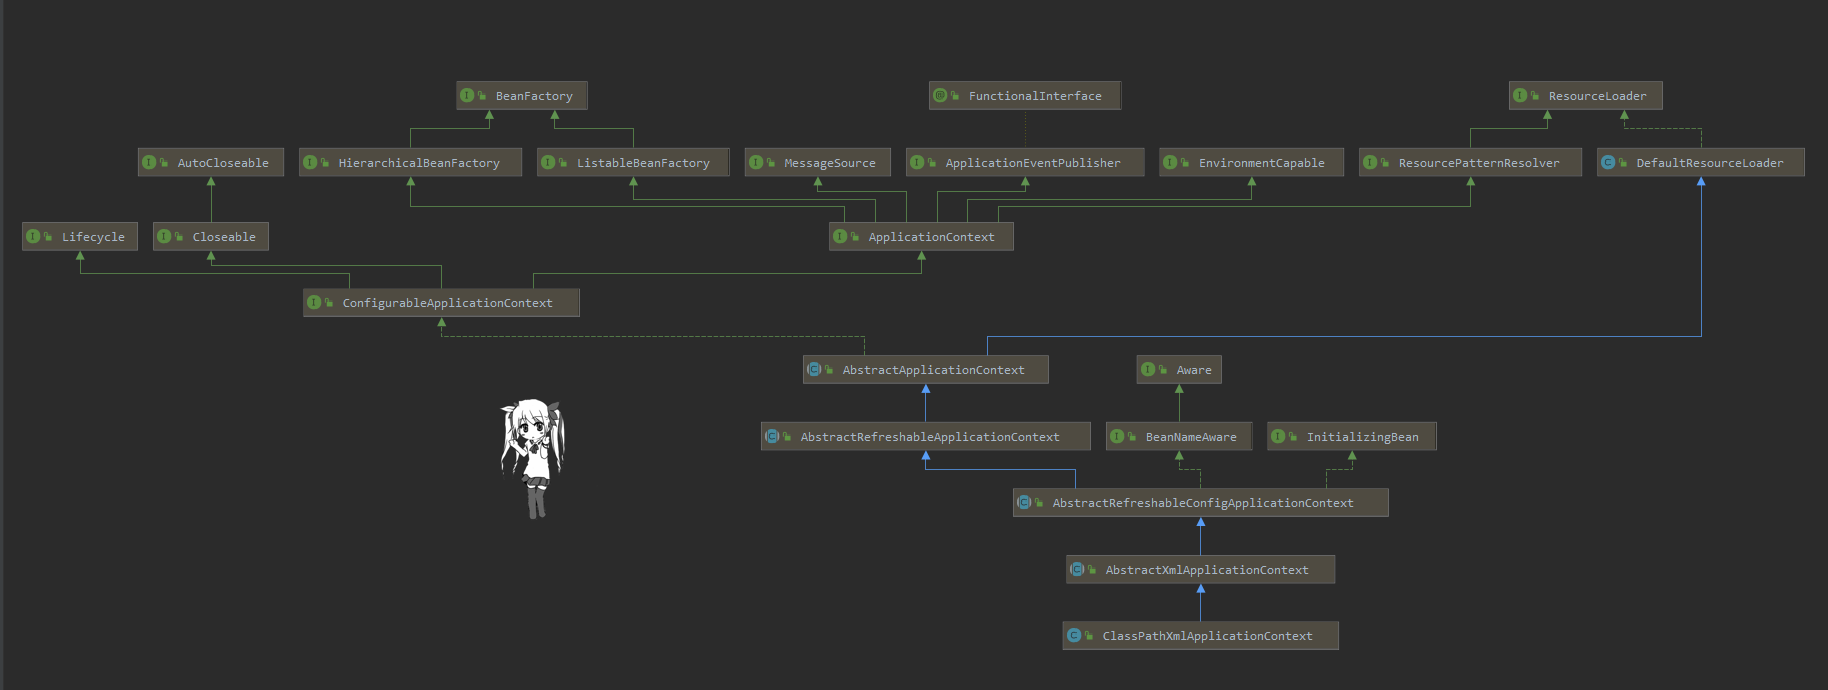 BeanFactory
FunctionalInterface
ResourceLoader
AutoCloseable
HierarchicalBeanFactory
ListableBeanFactory
MessageSource
ApplicationEventPublisher
EnvironmentCapable
ResourcePatternResolver
DefaultResourceLoader
Lifecycle
Closeable
ApplicationContext
ConfigurableApplicationContext
AbstractApplicationContext
Aware
AbstractRefreshableApplicationContext
BeanNameAware
InitializingBean
AbstractRefreshableConfigApplicationContext
AbstractXmlApplicationContext
ClassPathXmlApplicationContext